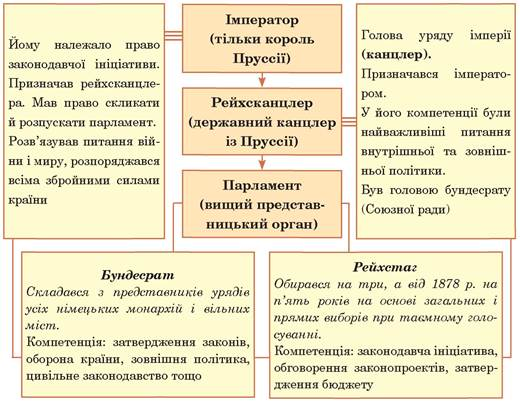 Імператор
(тільки король
Пруссії)
Йому належало право
законодавчої ініціативи.
Призначав рейхсканцле-
ра. Мав право скликати
й розпускати парламент.
Розв’язував питання вій-
ни і миру, розпоряджався
всіма збройними силами
країни
Рейхсканцлер
(державний канцлер
із Пруссії)
Голова уряду імперії
(канцлер).
Призначався імперато-
ром.
У його компетенції були
найважливіші питання
внутрішньої та зовніш-
ньої політики.
Був головою бундесрату
(Союзної ради)
Парламент
(вищий представ-
ницький орган)
Бундесрат
Складався з представників урядів
усіх німецьких монархій і вільних
міст.
Компетенція: затвердження законів,
оборона країни, зовнішня політика,
цивільне законодавство тощо
Рейхстаг
Обирався на три, а від 1878 р. на
п’ять років на основі загальних і
прямих виборів при таємному голо-
суванні.
Компетенція: законодавча ініціатива,
обговорення законопроектів, затвер-
дження бюджету